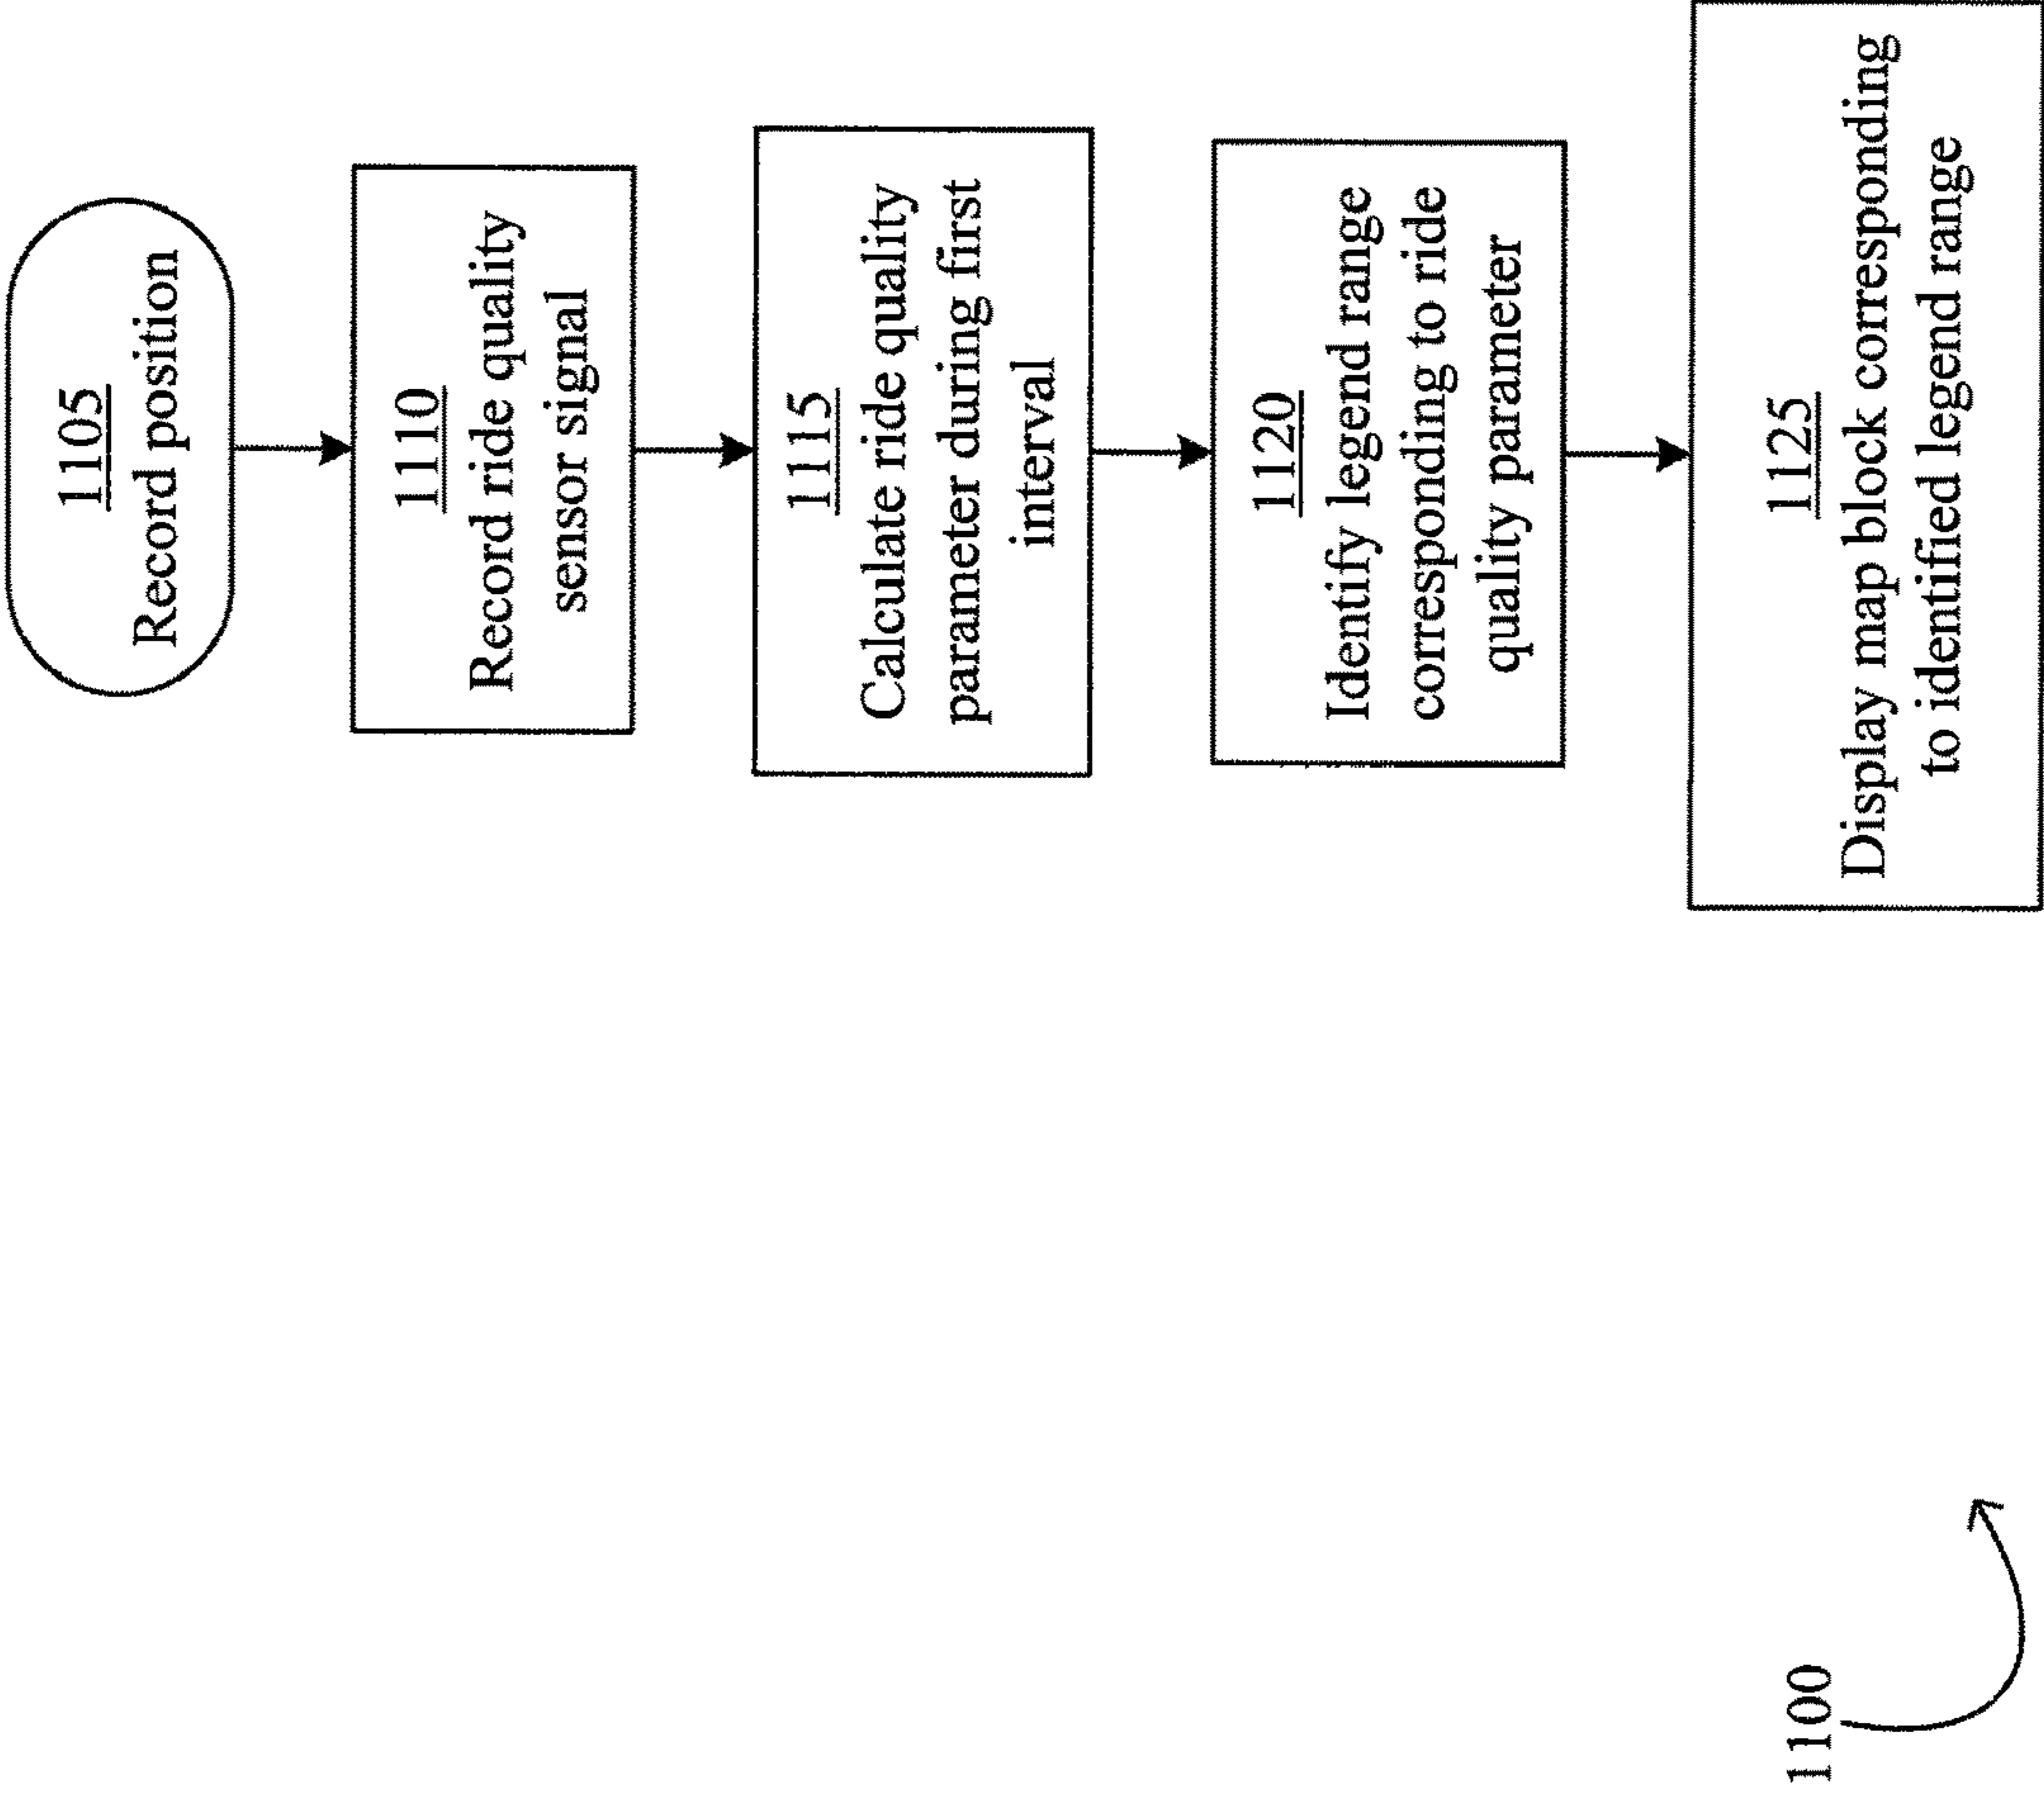 1105
Record position
1110
Record ride quality
sensor signal
1115
Calculate ride quality
parameter during first
interval
1120
Identify legend range
corresponding to ride
quality parameter
1125
Display map block corresponding
to identified legend range
1100